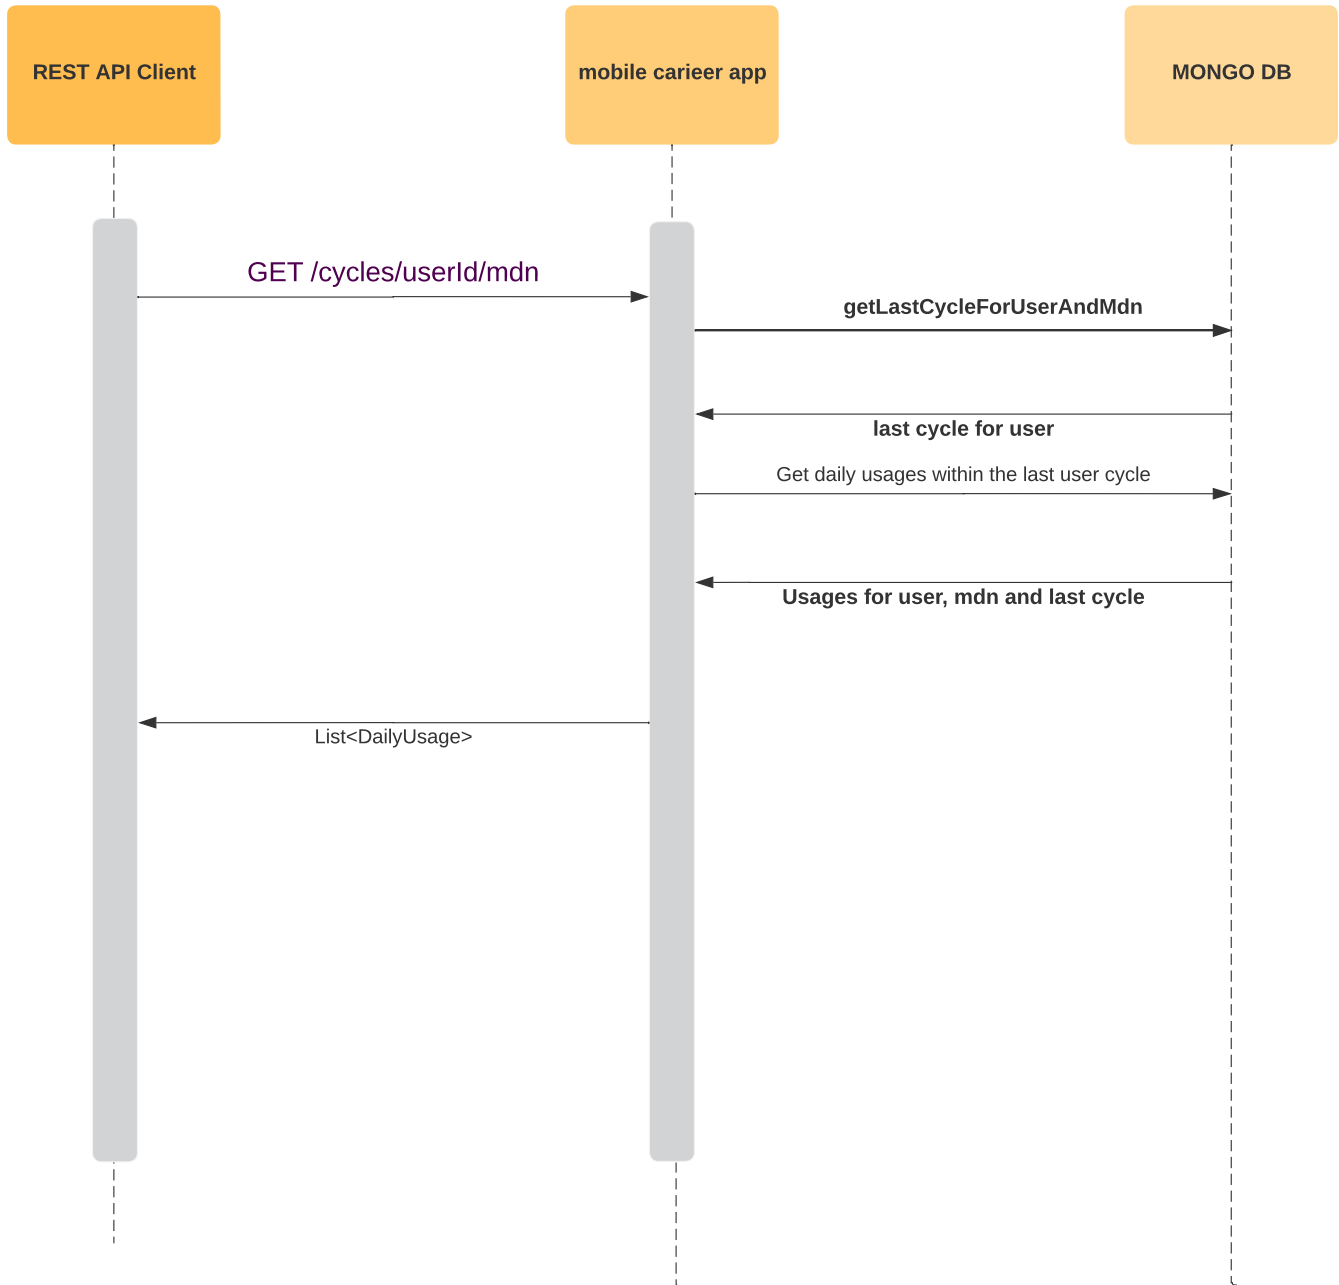 REST API Client
mobile carieer app
MONGO DB
GET /cycles/userId/mdn
getLastCycleForUserAndMdn
last cycle for user
Get daily usages within the last user cycle
Usages for user, mdn and last cycle
List<DailyUsage>